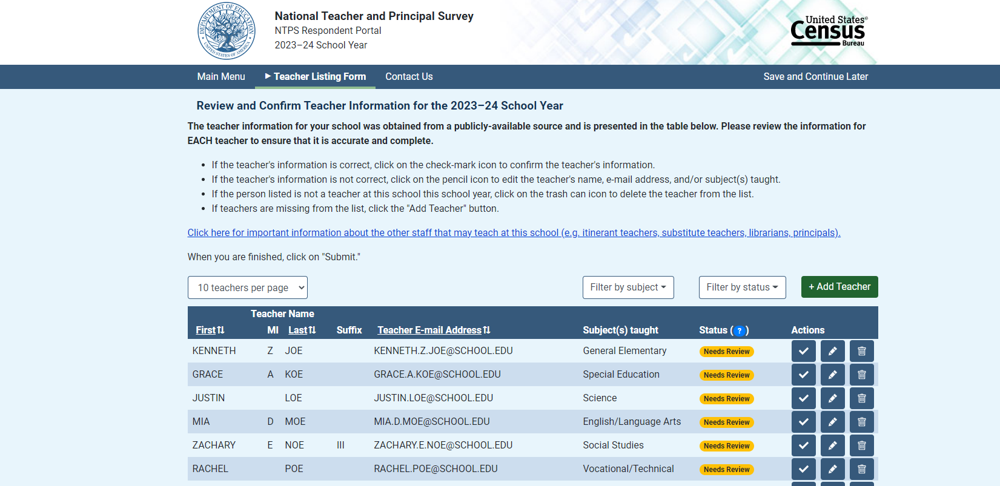 DEPARTMENT OF EDUCATION
UNITED STATES OF AMERICA
National Teacher and Principal Survey
NTPS Respondent Portal
2023–24 School Year
United States®
Census
Bureau
Main Menu
Teacher Listing Form
Contact Us
Save and Continue Later
Review and Confirm Teacher Information for the 2023–24 School Year
The teacher information for your school was obtained from a publicly-available source and is presented in the table below. Please review the information for
EACH teacher to ensure that it is accurate and complete.
• If the teacher's information is correct, click on the check-mark icon to confirm the teacher's information.
• If the teacher's information is not correct, click on the pencil icon to edit the teacher's name, e-mail address, and/or subject(s) taught.
• If the person listed is not a teacher at this school this school year, click on the trash can icon to delete the teacher from the list.
• If teachers are missing from the list, click the "Add Teacher" button.
Click here for important information about the other staff that may teach at this school (e.g. itinerant teachers, substitute teachers, librarians, principals).
When you are finished, click on "Submit."
10 teachers per page
Filter by subject
Filter by status
+ Add Teacher
Teacher Name
First MI Last Suffix Teacher E-mail Address Subject(s) taught Status (?) Actions
KENNETH Z JOE KENNETH.Z.JOE@SCHOOL.EDU General Elementary Needs Review
GRACE A KOE GRACE.A.KOE@SCHOOL.EDU Special Education Needs Review
JUSTIN LOE JUSTIN.LOE@SCHOOL.EDU Science Needs Review
MIA D MOE MIA.D.MOE@SCHOOL.EDU English/Language Arts Needs Review
ZACHARY E NOE III ZACHARY.E.NOE@SCHOOL.EDU Social Studies Needs Review
RACHEL POE RACHEL.POE@SCHOOL.EDU Vocational/Technical Needs Review